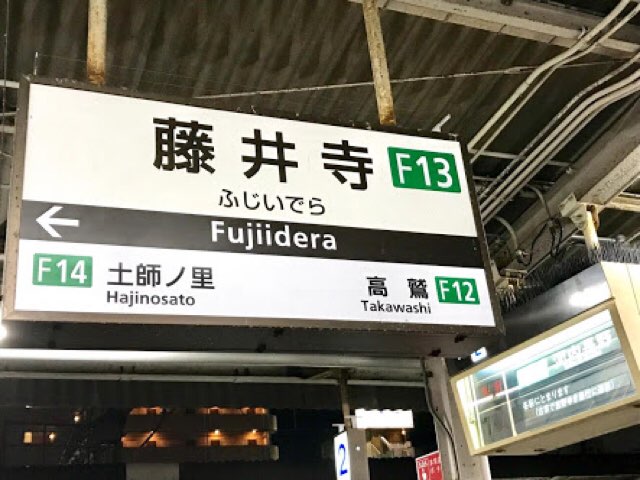 藤井寺 F13
ふじいでら
Fujiidera
F14 土師ノ里 高鷲 F12
Hajinosato Takawashi
2